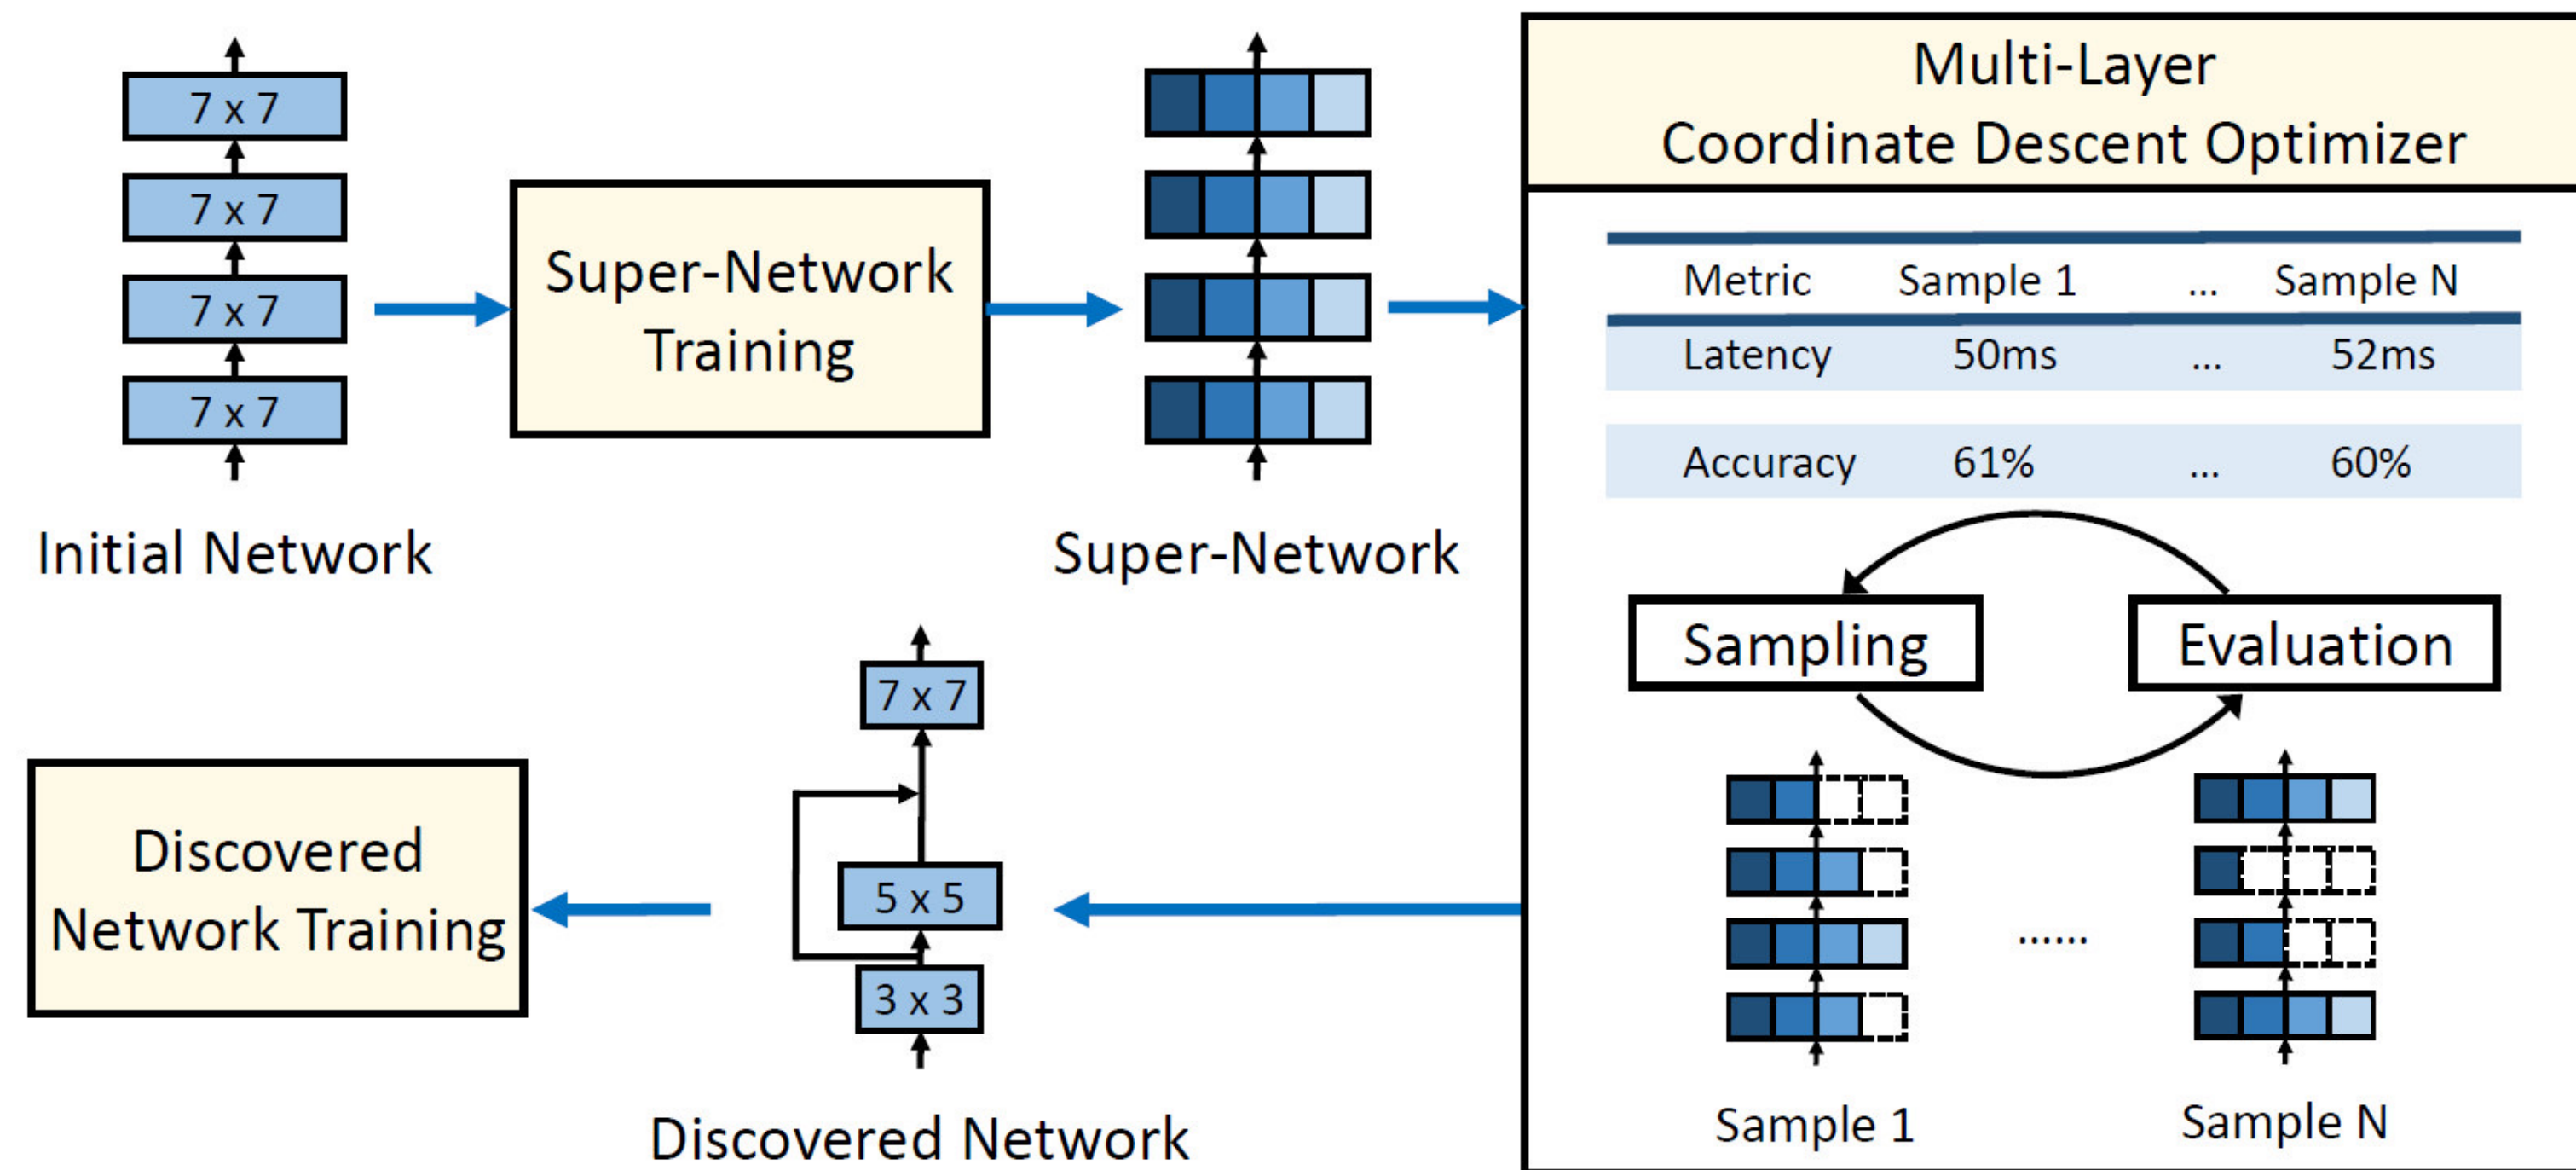 7 x 7
7 x 7
7 x 7
7 x 7
Initial Network
Super-Network
Training
Super-Network
Multi-Layer
Coordinate Descent Optimizer
Metric Sample 1 ... Sample N
Latency 50ms ... 52ms
Accuracy 61% ... 60%
Sampling Evaluation
......
Sample 1 Sample N
7 x 7
5 x 5
3 x 3
Discovered Network
Discovered
Network Training